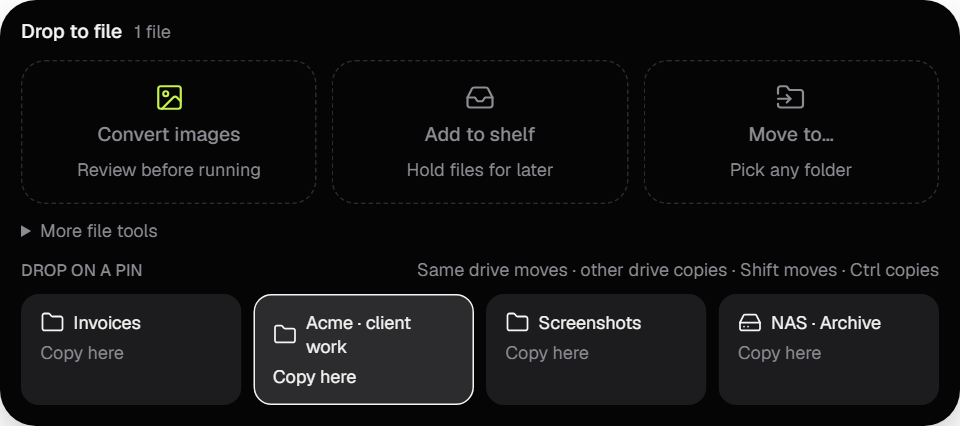 Drop to file 1 file
Convert images
Review before running
Add to shelf
Hold files for later
Move to...
Pick any folder
More file tools
DROP ON A PIN
Same drive moves · other drive copies · Shift moves · Ctrl copies
Invoices
Copy here
Acme · client
work
Copy here
Screenshots
Copy here
NAS · Archive
Copy here